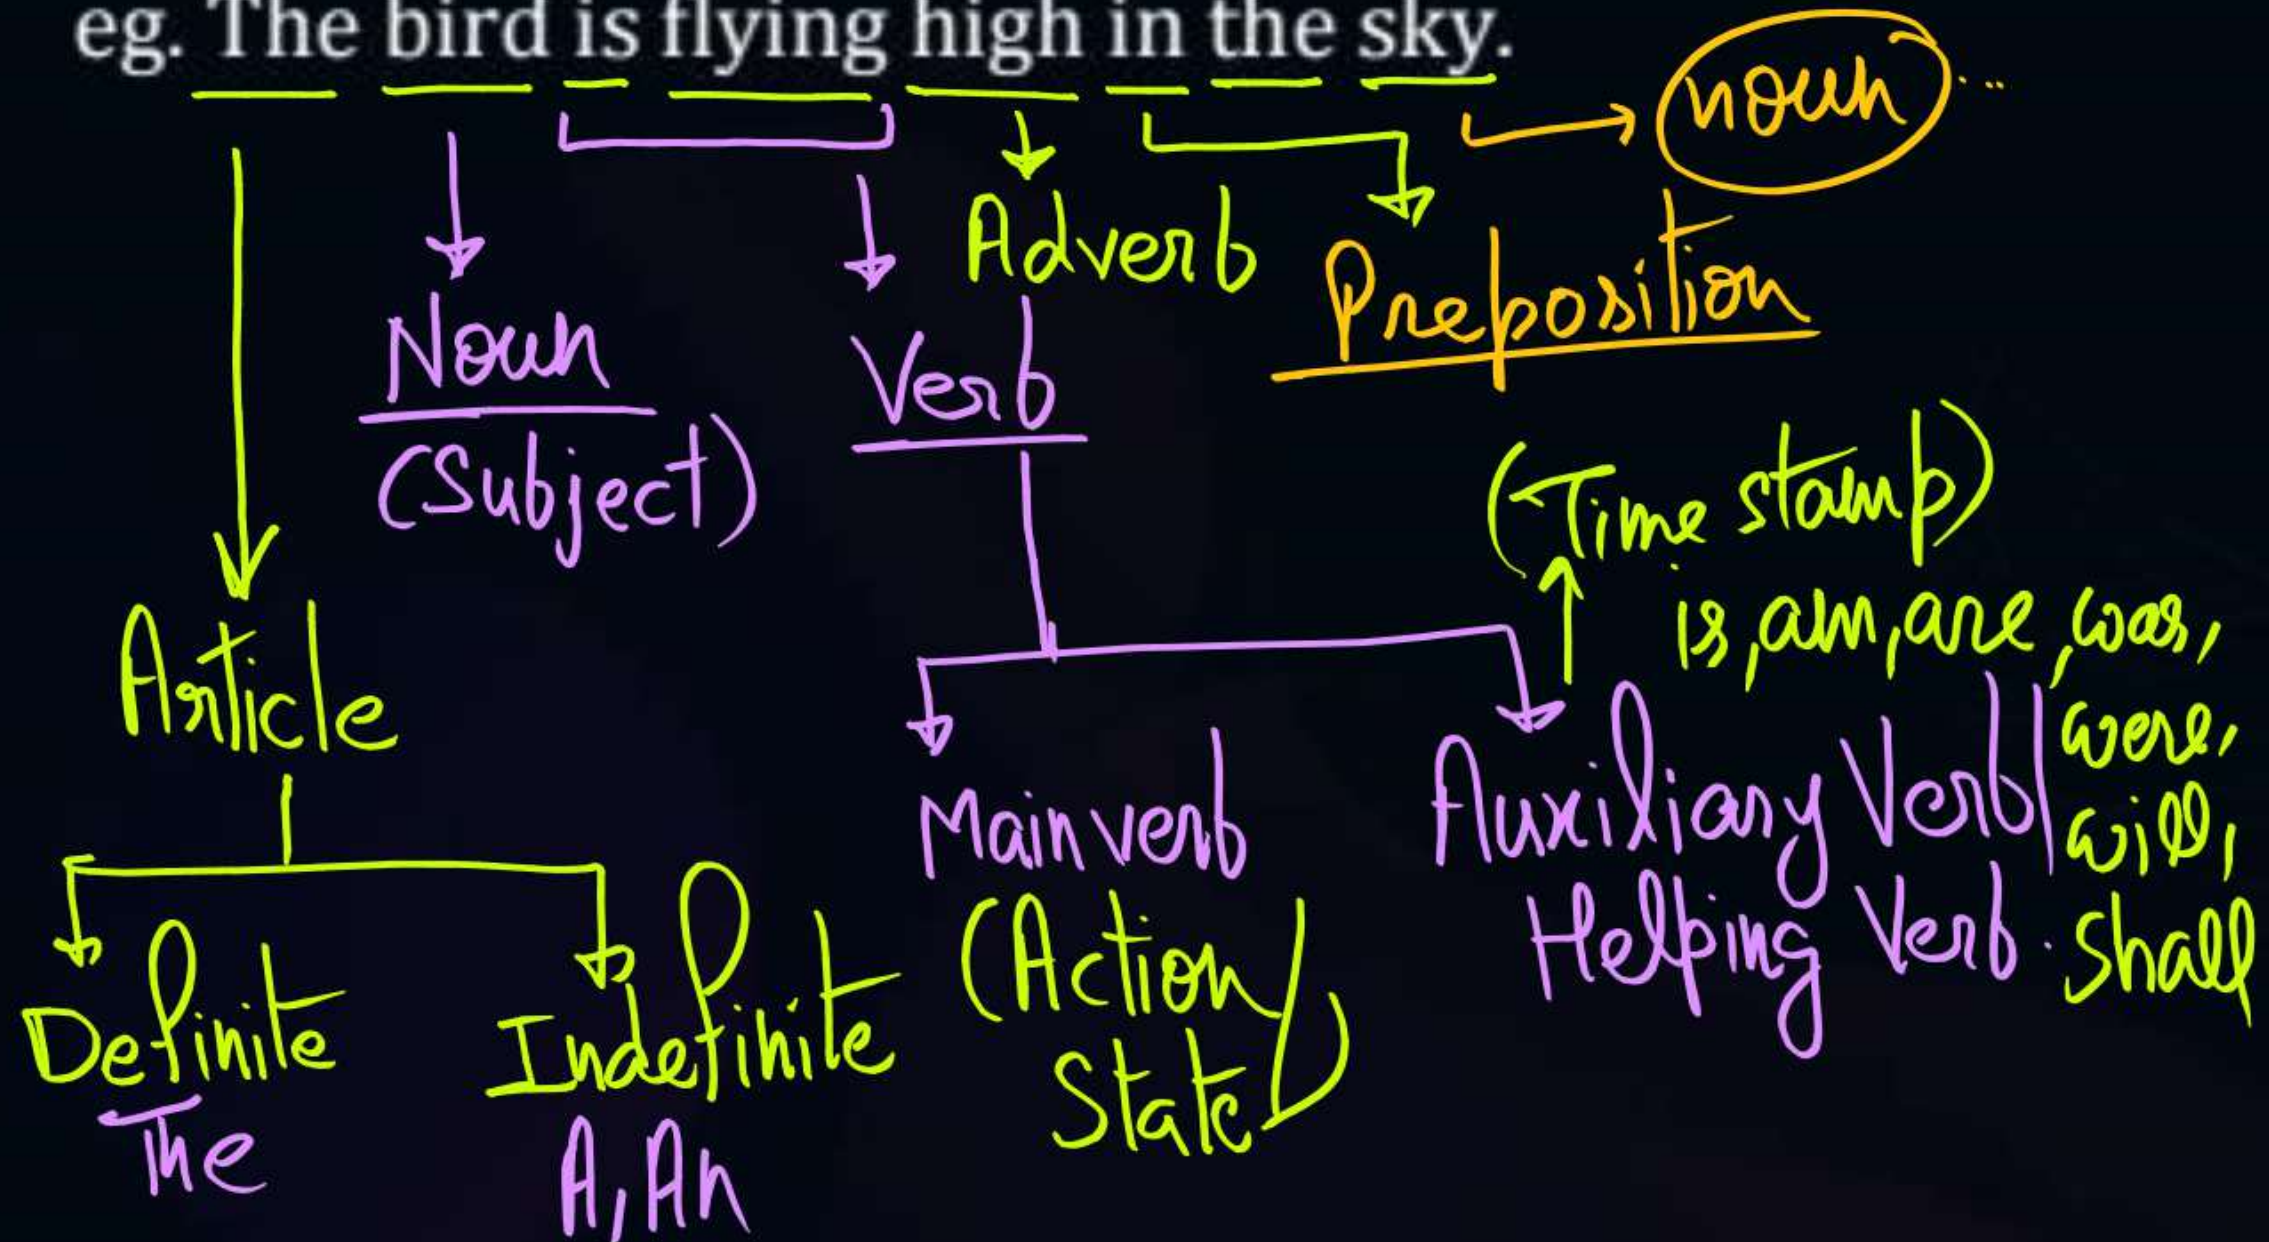 eg. The bird is flying high in the sky.
noun...
Adverb
Preposition
Noun
(Subject)
Verb
(Time stamp)
is, am, are, was,
were,
will,
shall
Article
Main verb
(Action/
State)
Auxiliary Verb/
Helping Verb.
Definite
The
Indefinite
A, An